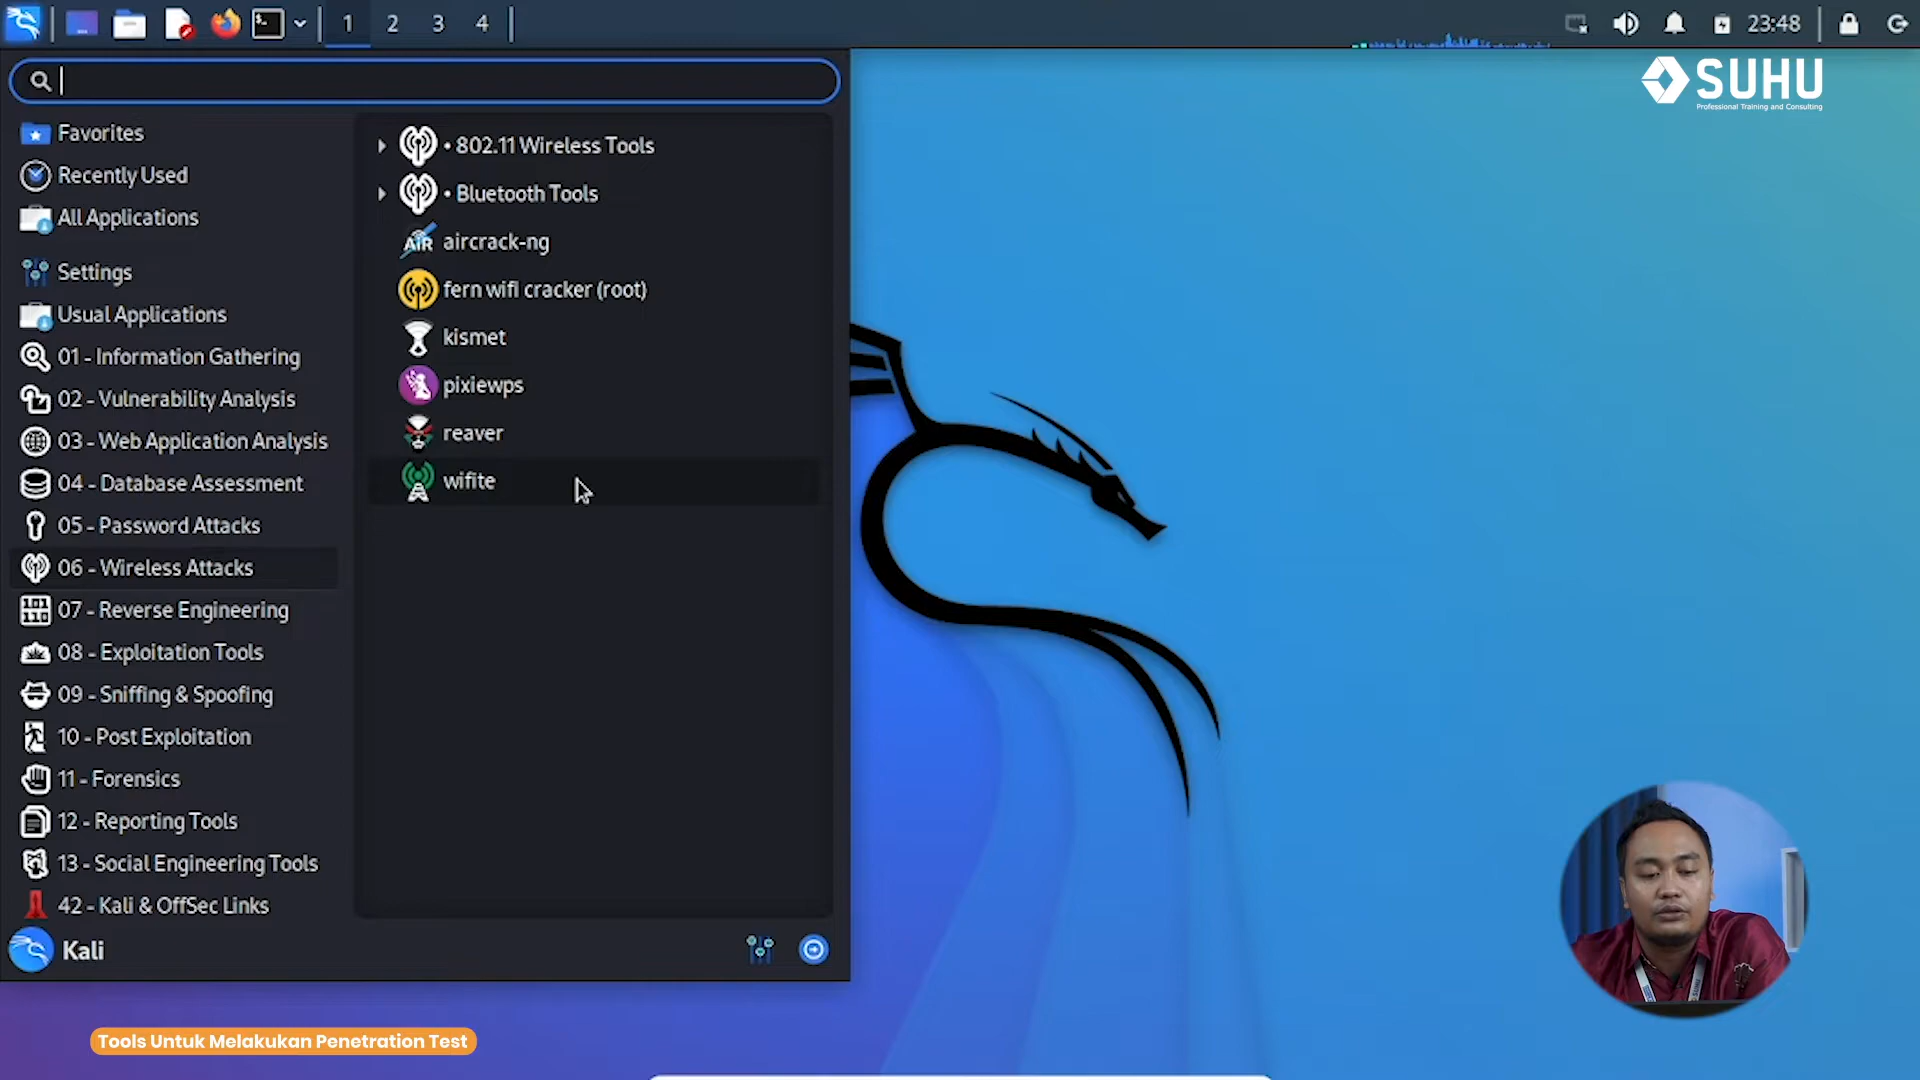 1 2 3 4
23:48
SUHU
Professional Training and Consulting
Favorites
Recently Used
All Applications
Settings
Usual Applications
01 - Information Gathering
02 - Vulnerability Analysis
03 - Web Application Analysis
04 - Database Assessment
05 - Password Attacks
06 - Wireless Attacks
07 - Reverse Engineering
08 - Exploitation Tools
09 - Sniffing & Spoofing
10 - Post Exploitation
11 - Forensics
12 - Reporting Tools
13 - Social Engineering Tools
42 - Kali & OffSec Links
• 802.11 Wireless Tools
• Bluetooth Tools
AIR aircrack-ng
fern wifi cracker (root)
kismet
pixiewps
reaver
wifite
Kali
Tools Untuk Melakukan Penetration Test